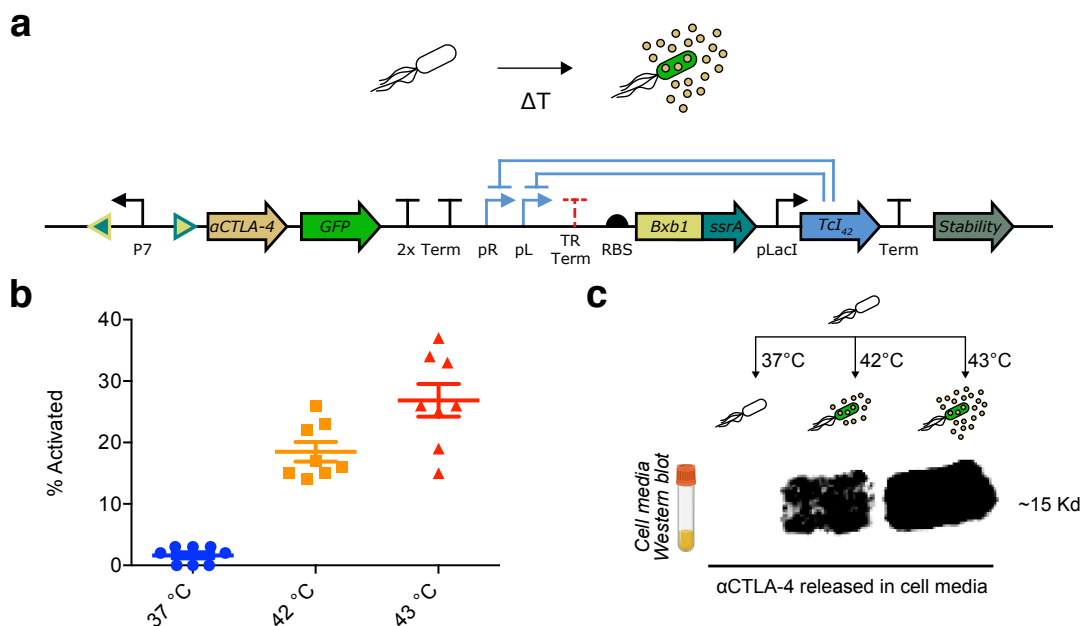 a
ΔT
αCTLA-4
GFP
Bxb1
ssrA
TcI42
Stability
P7
2x Term
pR
pL
TR
Term
RBS
pLacI
Term
b
% Activated
40
30
20
10
0
37 °C
42 °C
43 °C
c
37°C
42°C
43°C
Cell media
Western blot
~15 Kd
αCTLA-4 released in cell media